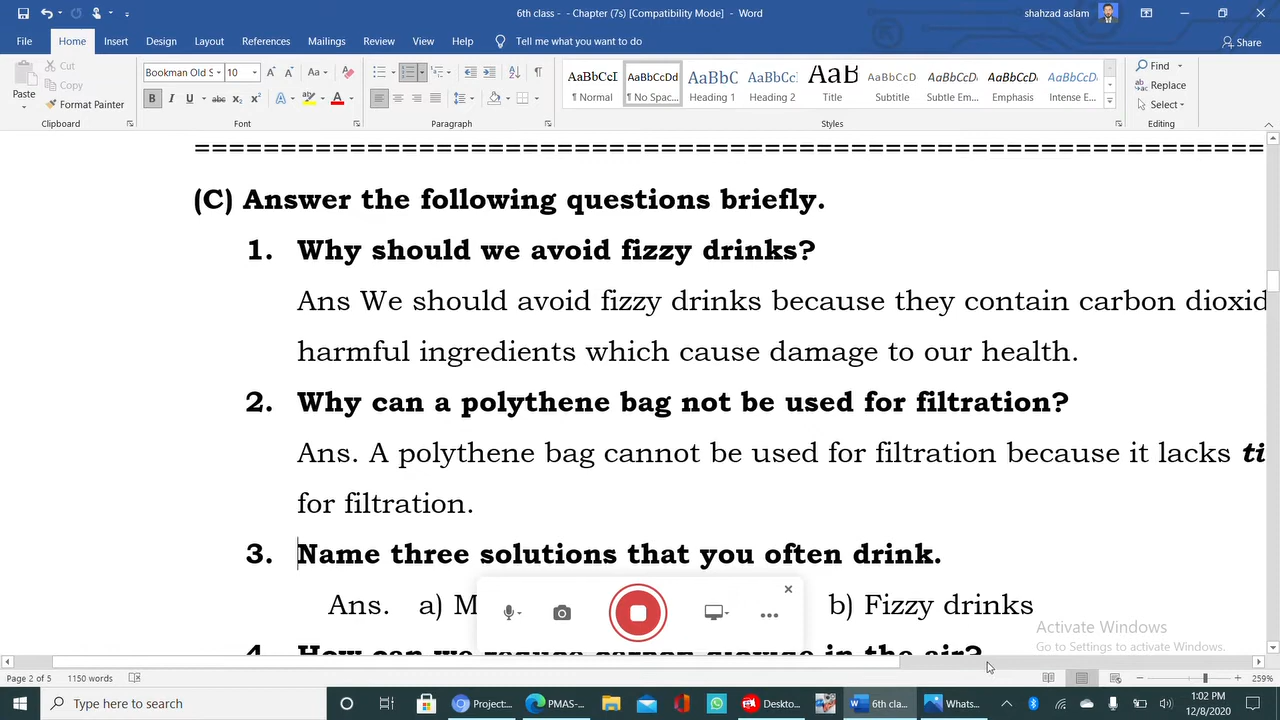 6th class - - Chapter (7s) [Compatibility Mode] - Word
shahzad aslam
File Home Insert Design Layout References Mailings Review View Help Tell me what you want to do Share
Paste Cut Copy Format Painter
Bookman Old S 10
AaBbCcI AaBbCcDd AaBbC AaBbCc AaB AaBbCcD AaBbCcD AaBbCcD AaBbCcD
¶ Normal ¶ No Spac... Heading 1 Heading 2 Title Subtitle Subtle Em... Emphasis Intense E...
Find Replace Select
Clipboard Font Paragraph Styles Editing
(C) Answer the following questions briefly.
1. Why should we avoid fizzy drinks?
Ans We should avoid fizzy drinks because they contain carbon dioxid
harmful ingredients which cause damage to our health.
2. Why can a polythene bag not be used for filtration?
Ans. A polythene bag cannot be used for filtration because it lacks ti
for filtration.
3. Name three solutions that you often drink.
Ans. a) M b) Fizzy drinks
4. How can we in the air?
Activate Windows
Go to Settings to activate Windows.
Page 2 of 5 1150 words 259%
Type here to search
Project... PMAS-... Deskto... 6th cla... Whats... 1:02 PM
12/8/2020